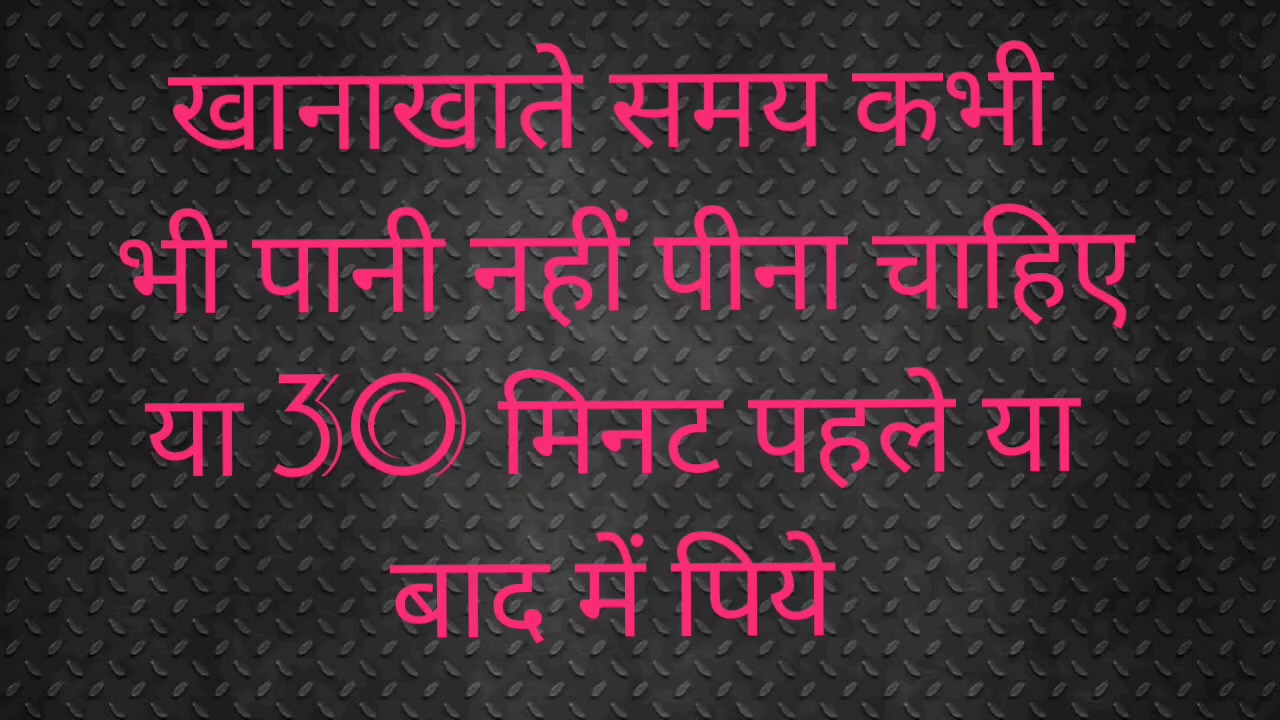 खानाखाते समय कभी
भी पानी नहीं पीना चाहिए
या 30 मिनट पहले या
बाद में पिये